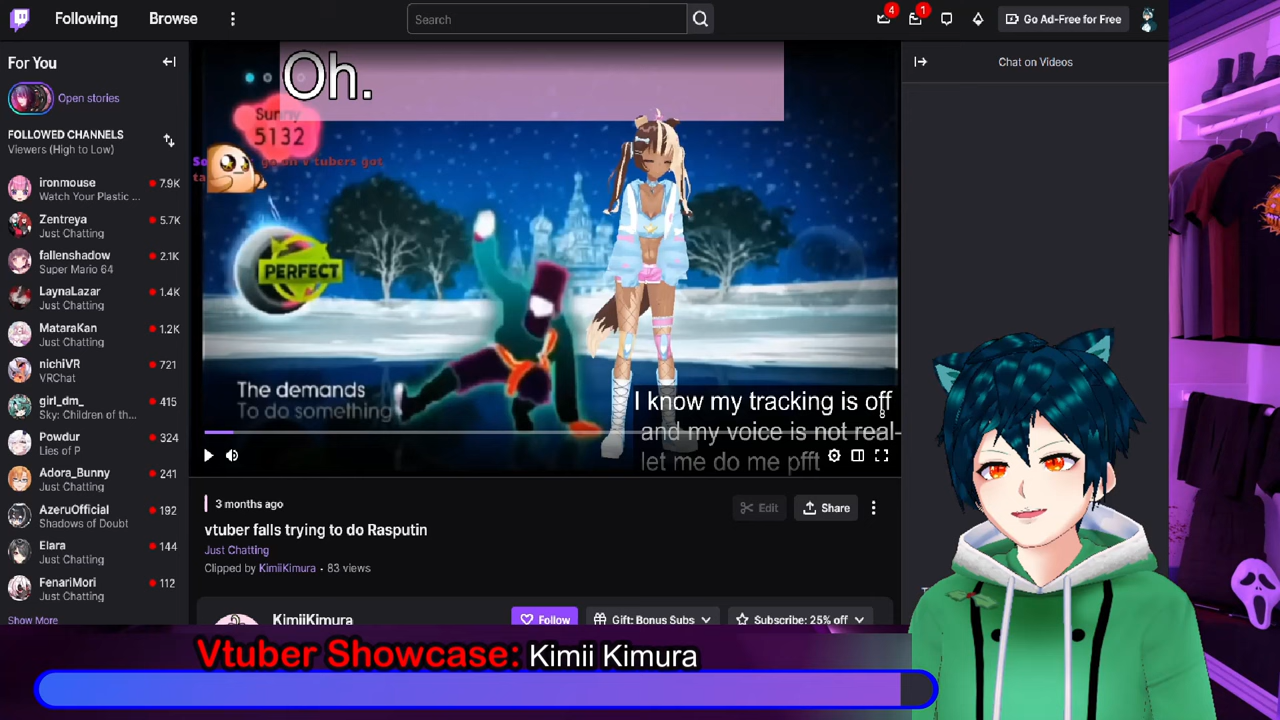 Following
Browse
Search
4
1
Go Ad-Free for Free
For You
Open stories
FOLLOWED CHANNELS
Viewers (High to Low)
ironmouse
Watch Your Plastic ...
7.9K
Zentreya
Just Chatting
5.7K
fallenshadow
Super Mario 64
2.1K
LaynaLazar
Just Chatting
1.4K
MataraKan
Just Chatting
1.2K
nichiVR
VRChat
721
girl_dm_
Sky: Children of th...
415
Powdur
Lies of P
324
Adora_Bunny
Just Chatting
241
AzeruOfficial
Shadows of Doubt
192
Elara
Just Chatting
144
FenariMori
Just Chatting
112
Show More
Oh.
Sunny
5132
PERFECT
The demands
To do something
I know my tracking is off
and my voice is not real-
let me do me pfft
Chat on Videos
3 months ago
Edit
Share
vtuber falls trying to do Rasputin
Just Chatting
Clipped by KimiiKimura • 83 views
KimiiKimura
Follow
Gift: Bonus Subs
Subscribe: 25% off
Vtuber Showcase: Kimii Kimura